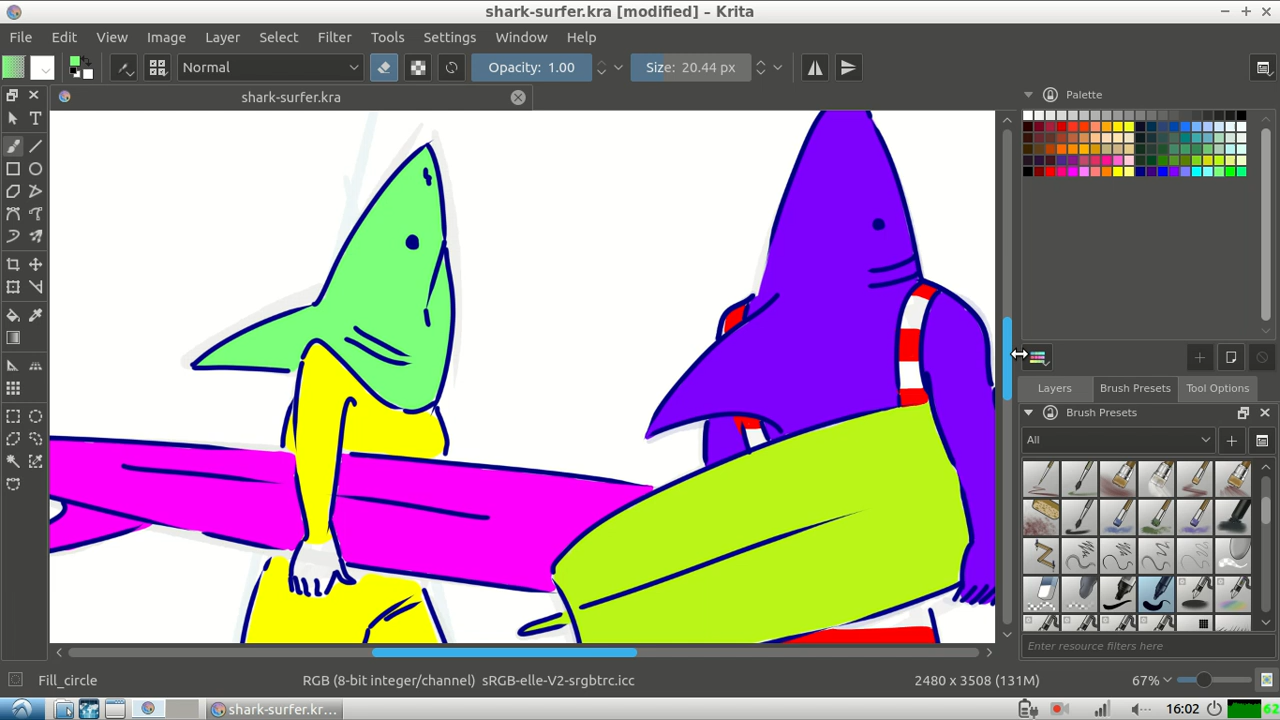 shark-surfer.kra [modified] – Krita
File Edit View Image Layer Select Filter Tools Settings Window Help
Normal Opacity: 1.00 Size: 20.44 px
shark-surfer.kra
Palette
Layers Brush Presets Tool Options
Brush Presets
All
Enter resource filters here
Fill_circle RGB (8-bit integer/channel) sRGB-elle-V2-srgbtrc.icc 2480 x 3508 (131M) 67%
shark-surfer.kr... 16:02 62